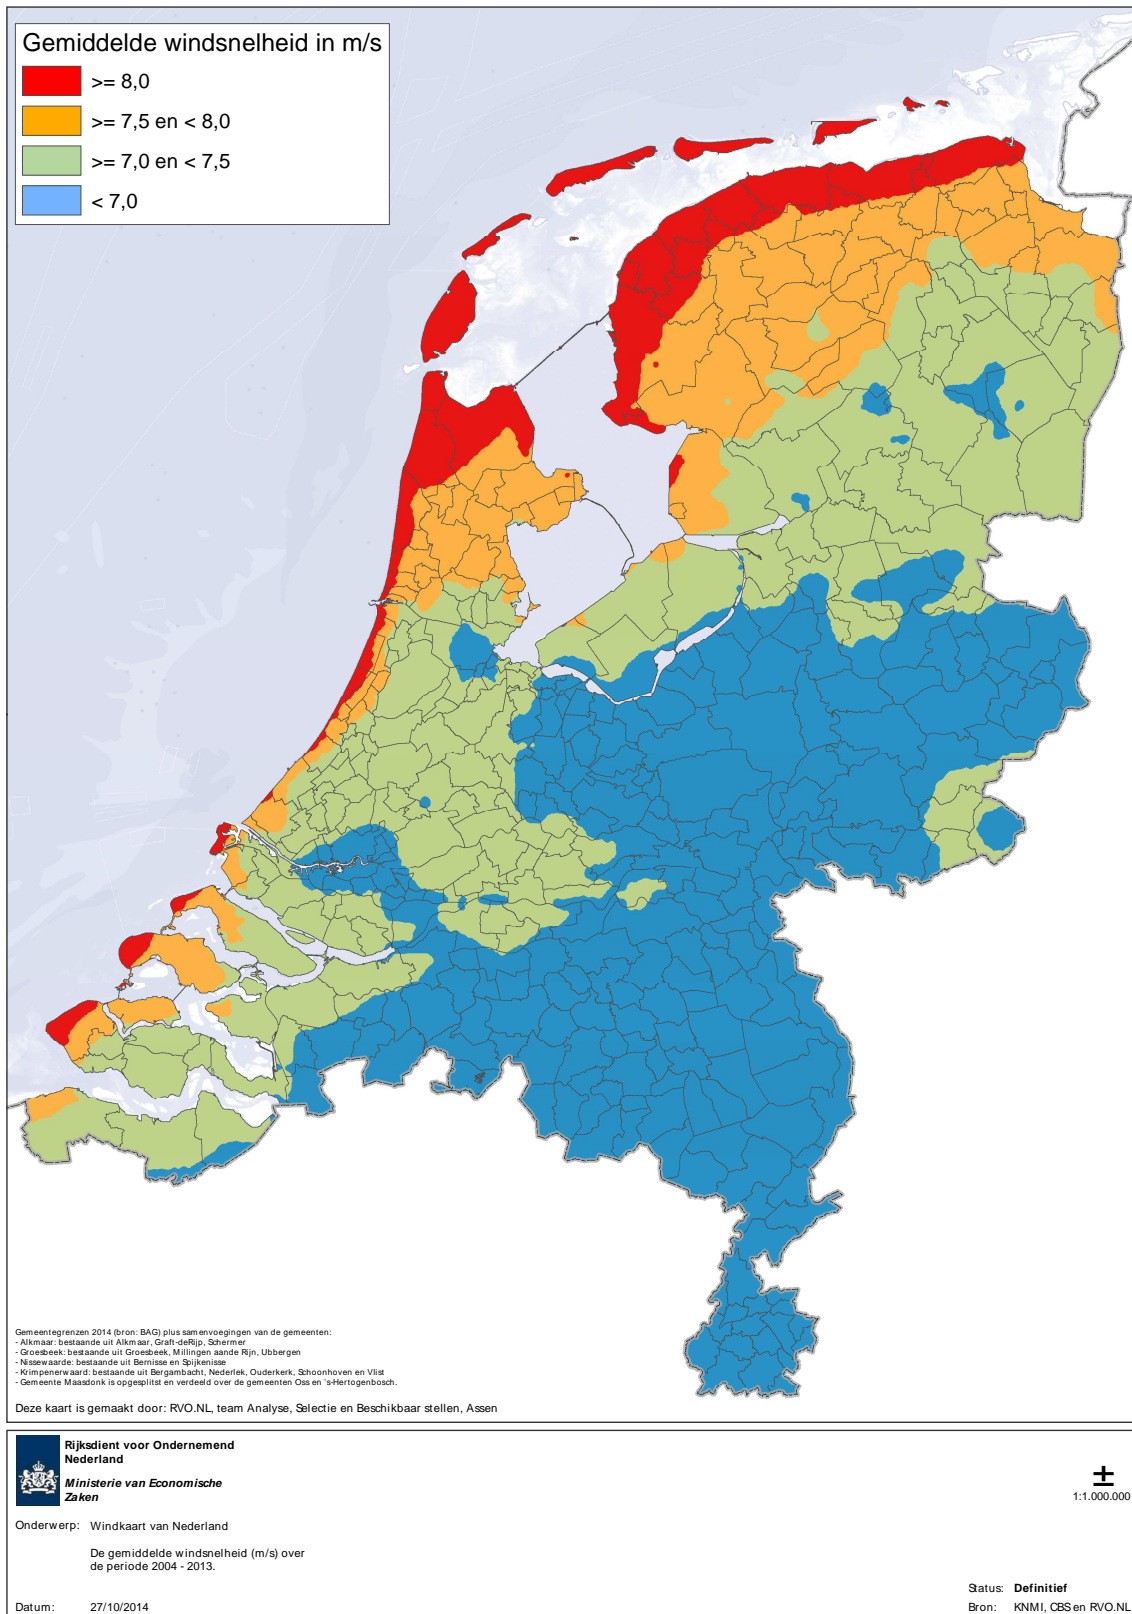 Gemiddelde windsnelheid in m/s
>= 8,0
>= 7,5 en < 8,0
>= 7,0 en < 7,5
< 7,0
Gemeentegrenzen 2014 (bron: BAG) plus samenvoegingen van de gemeenten:
- Alkmaar: bestaande uit Alkmaar, Graft-deRijp, Schermer
- Groesbeek: bestaande uit Groesbeek, Millingen aande Rijn, Ubbergen
- Nissewaarde: bestaande uit Bernisse en Spijkenisse
- Krimpenerwaard: bestaande uit Bergambacht, Nederlek, Ouderkerk, Schoonhoven en Vlist
- Gemeente Maasdonk is opgesplitst en verdeeld over de gemeenten Oss en 's-Hertogenbosch.
Deze kaart is gemaakt door: RVO.NL, team Analyse, Selectie en Beschikbaar stellen, Assen
Rijksdient voor Ondernemend
Nederland
Ministerie van Economische
Zaken
±
1:1.000.000
Onderwerp: Windkaart van Nederland
De gemiddelde windsnelheid (m/s) over
de periode 2004 - 2013.
Status: Definitief
Datum: 27/10/2014
Bron: KNMI, CBS en RVO.NL